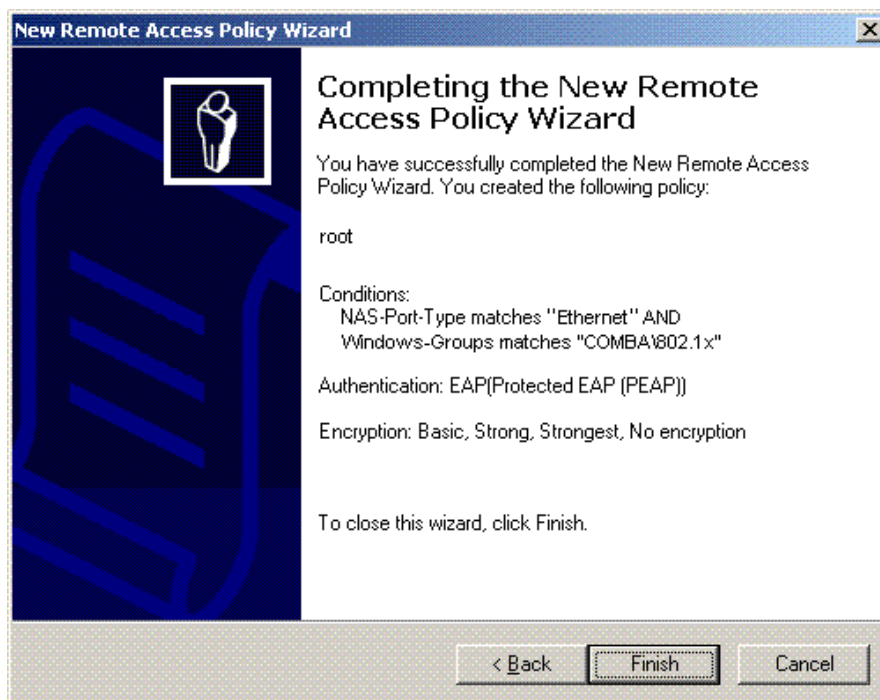 New Remote Access Policy Wizard
Completing the New Remote
Access Policy Wizard
You have successfully completed the New Remote Access
Policy Wizard. You created the following policy:
root
Conditions:
NAS-Port-Type matches "Ethernet" AND
Windows-Groups matches "COMBA\802.1x"
Authentication: EAP(Protected EAP (PEAP))
Encryption: Basic, Strong, Strongest, No encryption
To close this wizard, click Finish.
< Back
Finish
Cancel